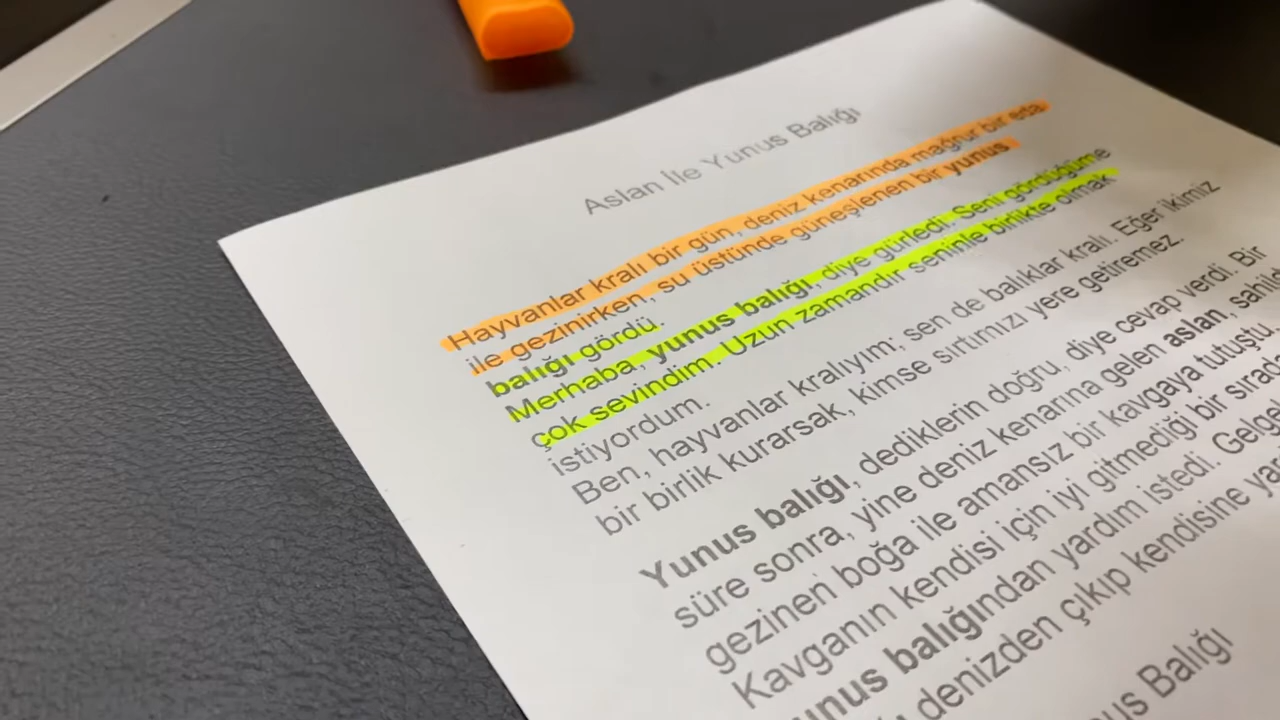 Aslan İle Yunus Balığı
Hayvanlar kralı bir gün, deniz kenarında mağrur bir eda
ile gezinirken, su üstünde güneşlenen bir yunus
balığı gördü.
Merhaba, yunus balığı, diye gürledi. Seni gördüğüme
çok sevindim. Uzun zamandır seninle birlikte olmak
istiyordum.
Ben, hayvanlar kralıyım; sen de balıklar kralı. Eğer ikimiz
bir birlik kurarsak, kimse sırtımızı yere getiremez.
Yunus balığı, dediklerin doğru, diye cevap verdi. Bir
süre sonra, yine deniz kenarına gelen aslan,
gezinen boğa ile amansız bir kavgaya tutuştu.
Kavganın kendisi için iyi gitmediği bir
balığından yardım istedi.
denizden çıkıp kendisine
Balığı